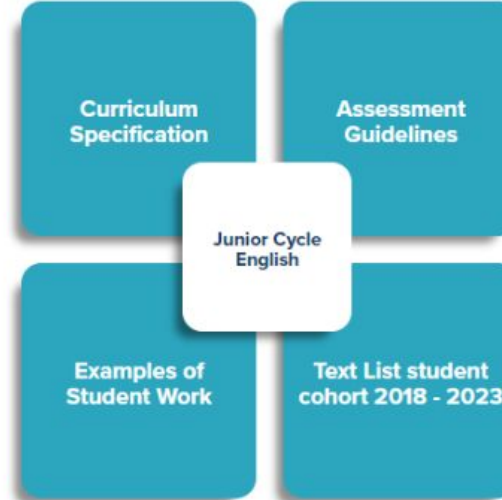 Curriculum
Specification
Assessment
Guidelines
Junior Cycle
English
Examples of
Student Work
Text List student
cohort 2018 - 2023